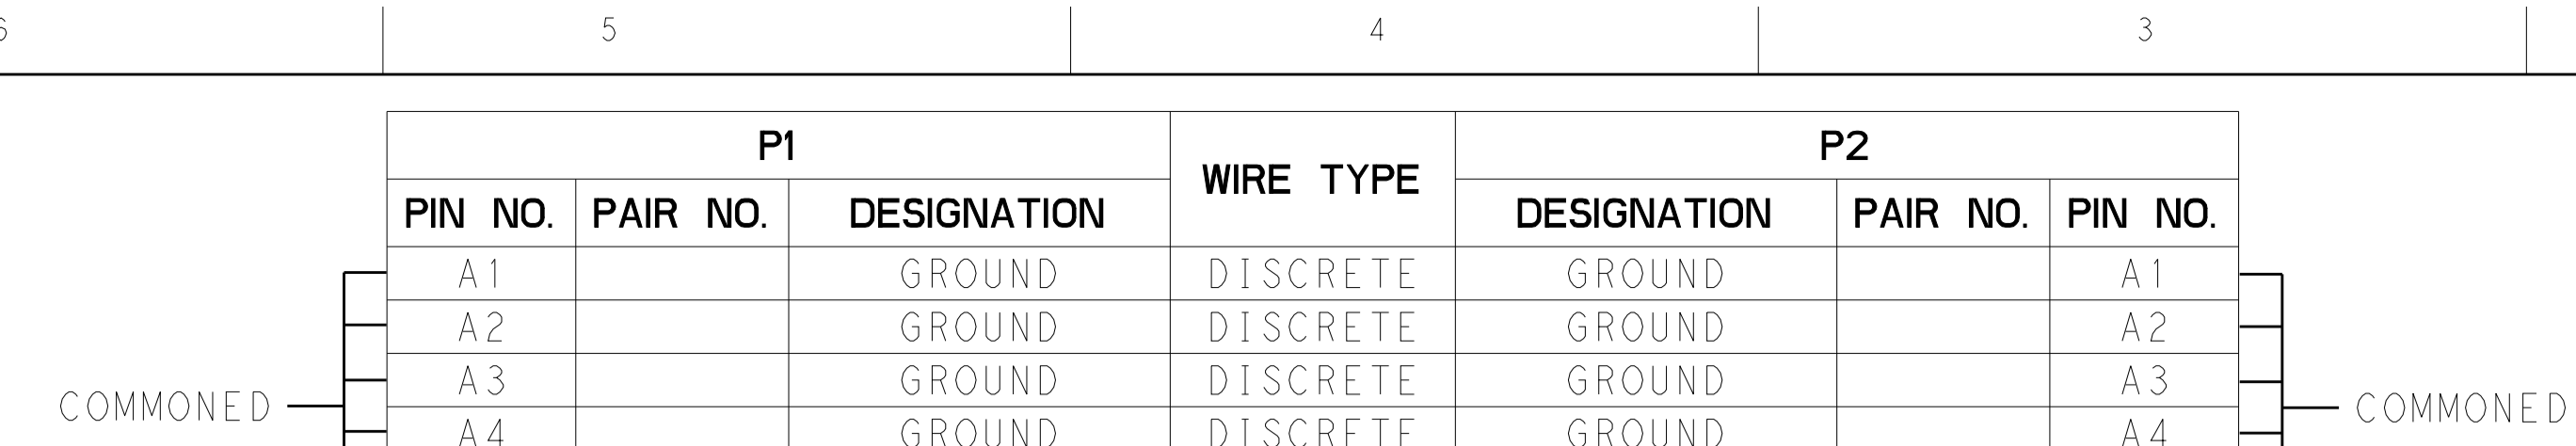 6 5 4 3
P1 WIRE TYPE P2
PIN NO. PAIR NO. DESIGNATION DESIGNATION PAIR NO. PIN NO.
A1 GROUND DISCRETE GROUND A1
A2 GROUND DISCRETE GROUND A2
A3 GROUND DISCRETE GROUND A3
COMMONED COMMONED
A4 GROUND DISCRETE GROUND A4